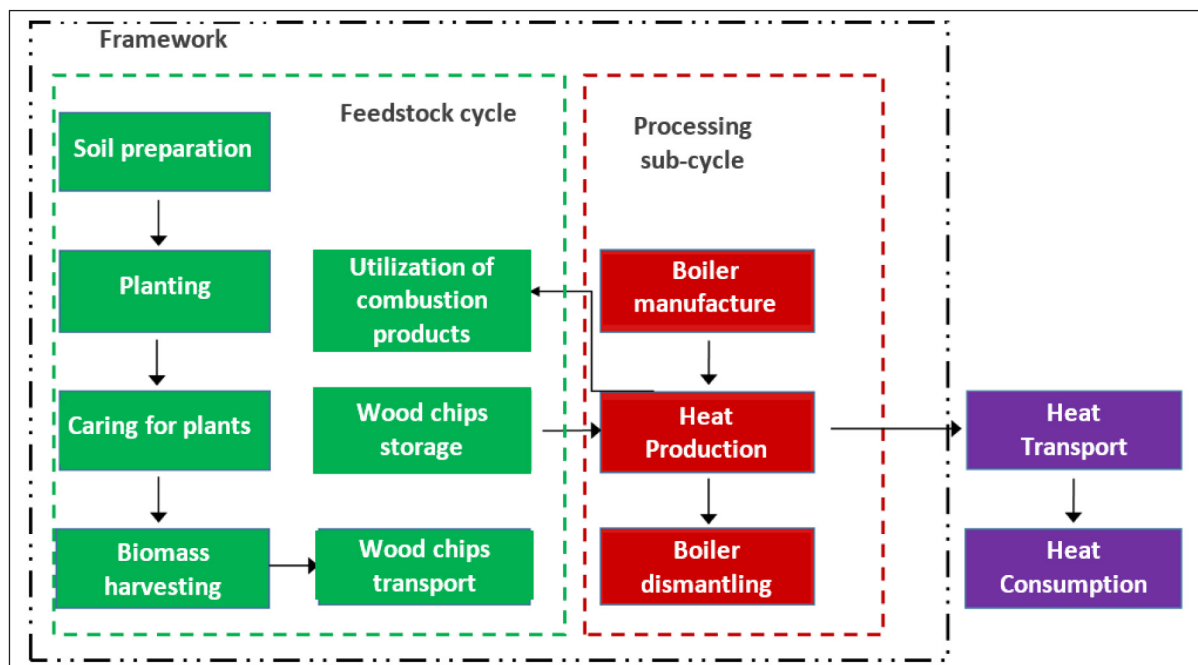 Framework
Feedstock cycle
Processing
sub-cycle
Soil preparation
Planting
Utilization of
combustion
products
Boiler
manufacture
Caring for plants
Wood chips
storage
Heat
Production
Heat
Transport
Biomass
harvesting
Wood chips
transport
Boiler
dismantling
Heat
Consumption